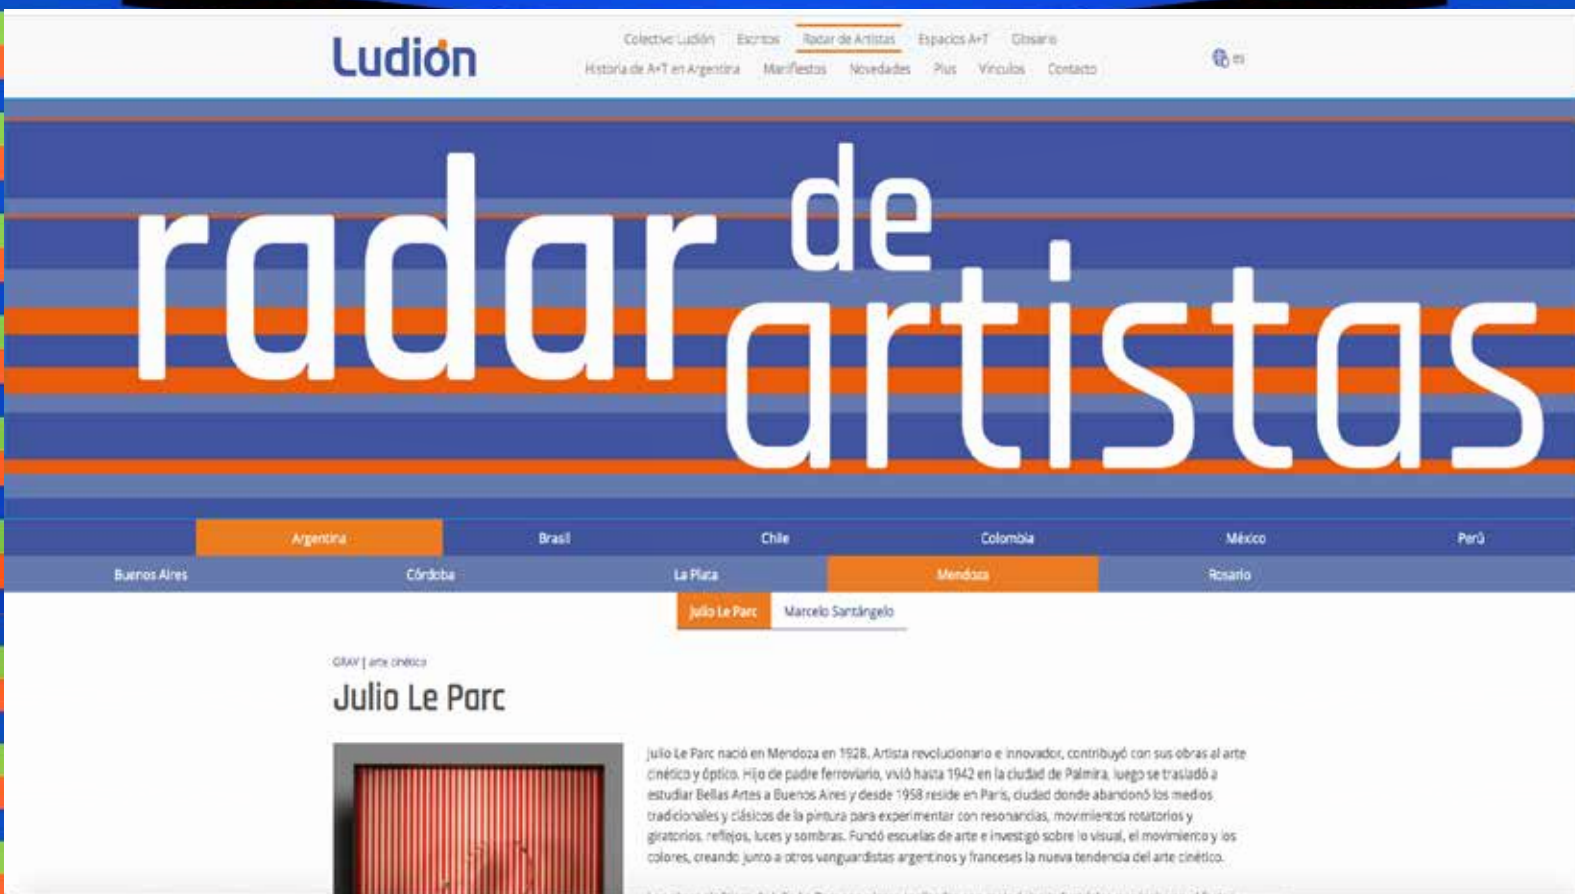 Ludión
Colectivo Ludión Escritos Radar de Artistas Espacios A+T Glosario
Historia de A+T en Argentina Manifiestos Novedades Plus Vínculos Contacto
es
radar de artistas
Argentina Brasil Chile Colombia México Perú
Buenos Aires Córdoba La Plata Mendoza Rosario
Julio Le Parc Marcelo Santángelo
GRAV | arte cinético
Julio Le Parc
Julio Le Parc nació en Mendoza en 1928. Artista revolucionario e innovador, contribuyó con sus obras al arte
cinético y óptico. Hijo de padre ferroviario, vivió hasta 1942 en la ciudad de Palmira, luego se trasladó a
estudiar Bellas Artes a Buenos Aires y desde 1958 reside en París, ciudad donde abandonó los medios
tradicionales y clásicos de la pintura para experimentar con resonancias, movimientos rotatorios y
giratorios, reflejos, luces y sombras. Fundó escuelas de arte e investigó sobre lo visual, el movimiento y los
colores, creando junto a otros vanguardistas argentinos y franceses la nueva tendencia del arte cinético.